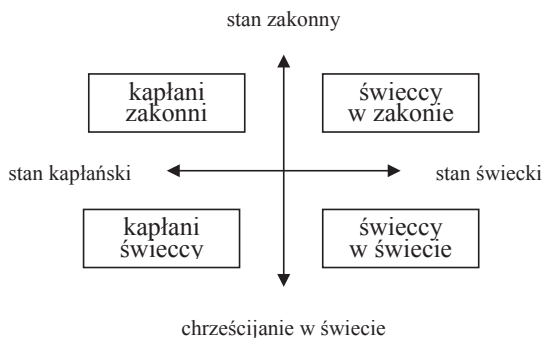 stan zakonny
kapłani
zakonni
świeccy
w zakonie
stan kapłański
stan świecki
kapłani
świeccy
świeccy
w świecie
chrześcijanie w świecie